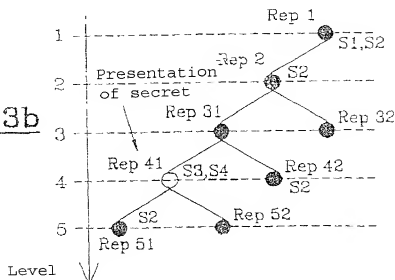 Rep 1
1
S1,S2
Rep 2
S2
2
Presentation
of secret
Rep 31
Rep 32
3b
3
Rep 41
S3,S4
Rep 42
4
S2
S2
Rep 52
5
Rep 51
Level